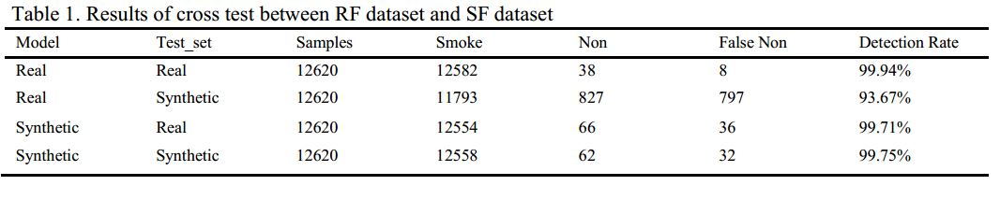 Table 1. Results of cross test between RF dataset and SF dataset
Model Test_set Samples Smoke Non False Non Detection Rate
Real Real 12620 12582 38 8 99.94%
Real Synthetic 12620 11793 827 797 93.67%
Synthetic Real 12620 12554 66 36 99.71%
Synthetic Synthetic 12620 12558 62 32 99.75%